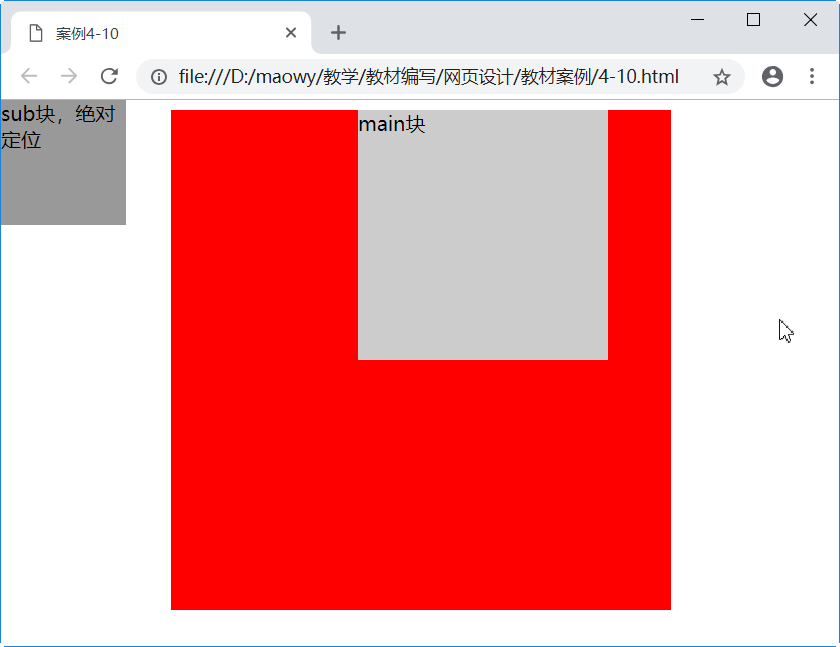 案例4-10
file:///D:/maowy/教学/教材编写/网页设计/教材案例/4-10.html
sub块，绝对
定位
main块